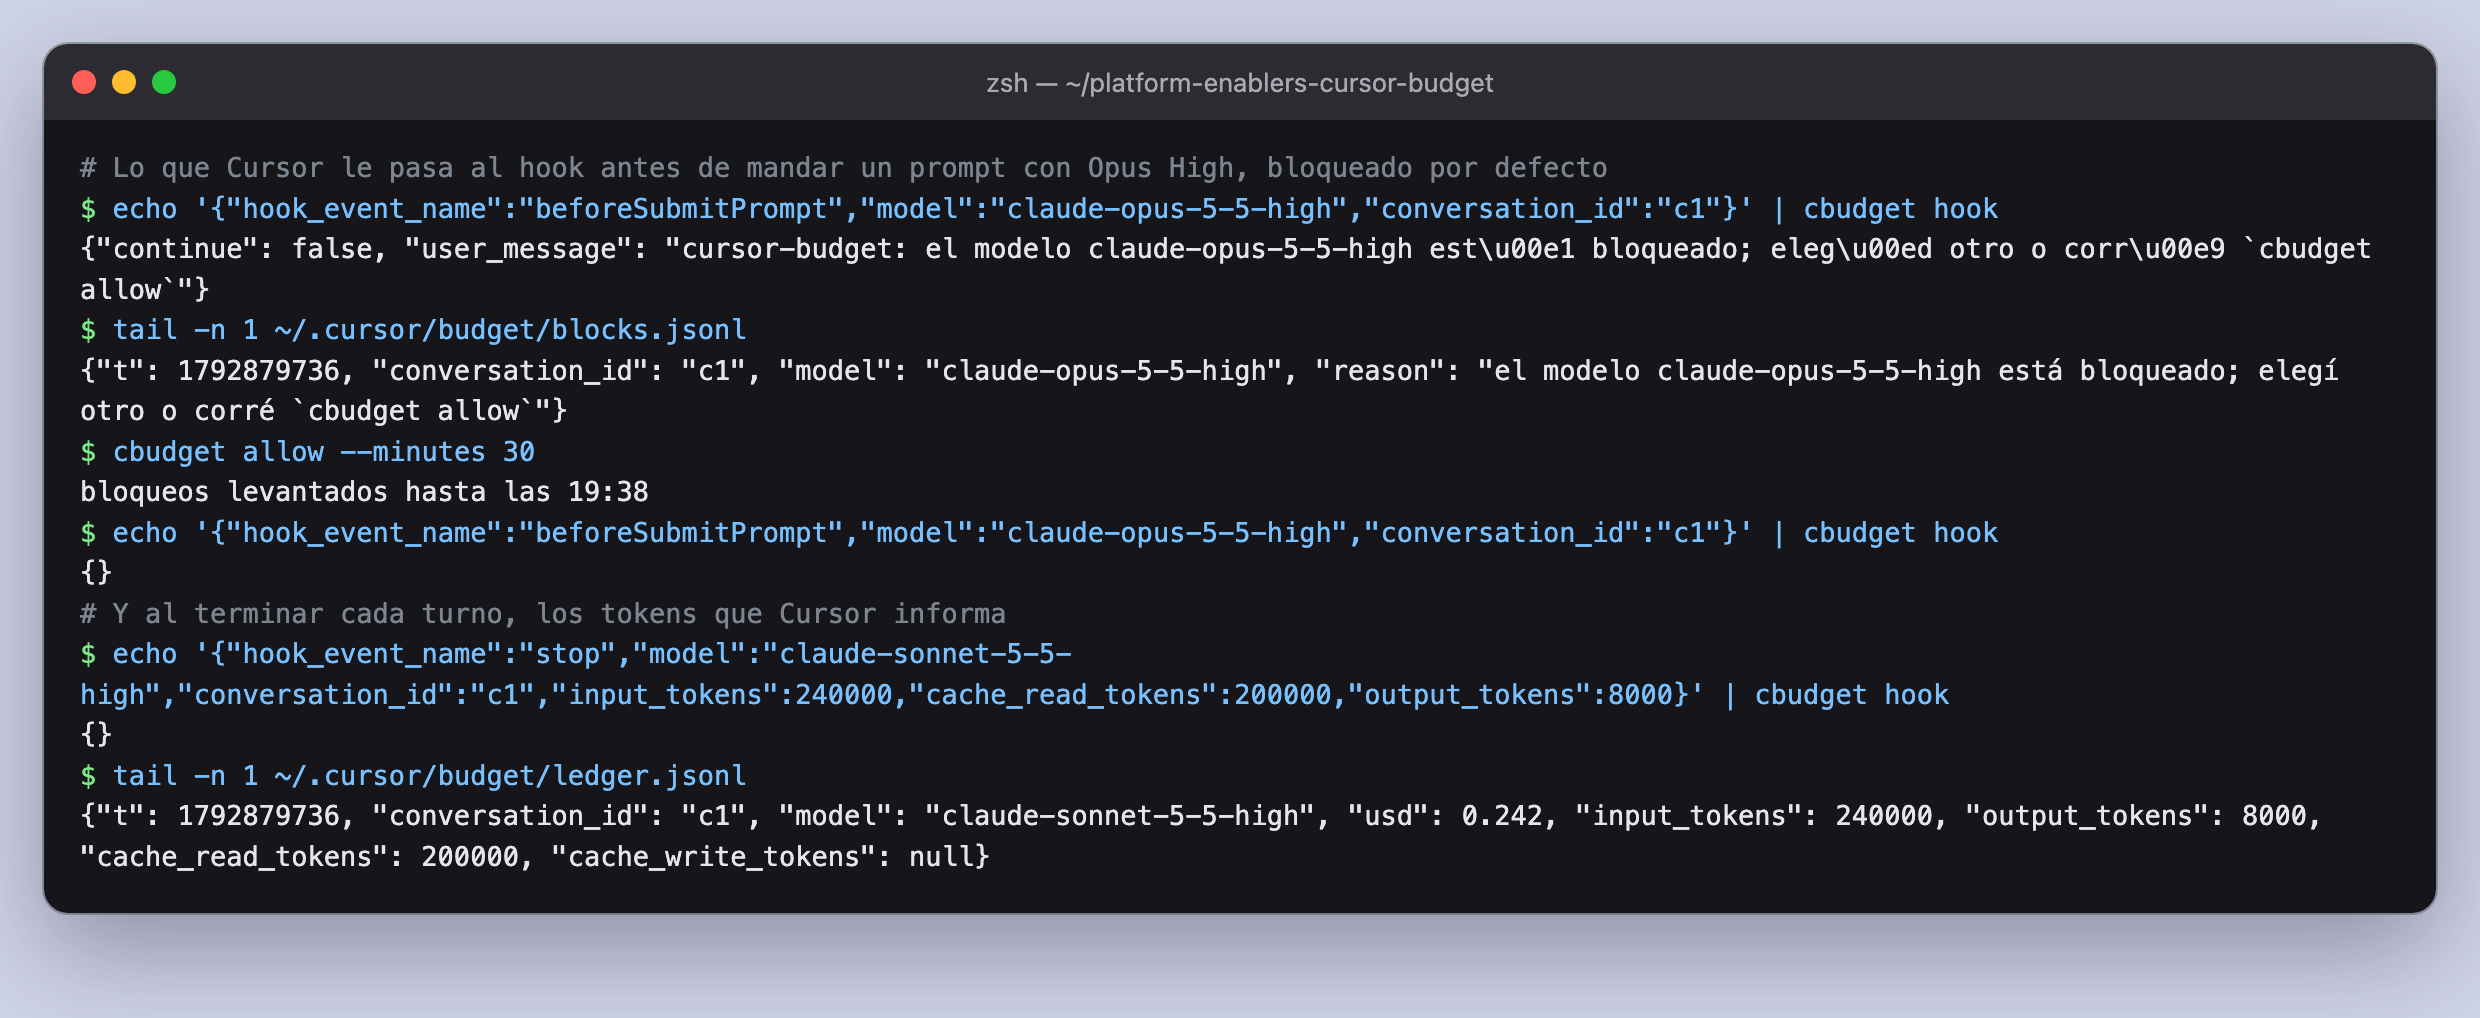 zsh — ~/platform-enablers-cursor-budget
# Lo que Cursor le pasa al hook antes de mandar un prompt con Opus High, bloqueado por defecto
$ echo '{"hook_event_name":"beforeSubmitPrompt","model":"claude-opus-5-5-high","conversation_id":"c1"}' | cbudget hook
{"continue": false, "user_message": "cursor-budget: el modelo claude-opus-5-5-high est\u00e1 bloqueado; eleg\u00ed otro o corr\u00e9 `cbudget
allow`"}
$ tail -n 1 ~/.cursor/budget/blocks.jsonl
{"t": 1792879736, "conversation_id": "c1", "model": "claude-opus-5-5-high", "reason": "el modelo claude-opus-5-5-high está bloqueado; elegí
otro o corré `cbudget allow`"}
$ cbudget allow --minutes 30
bloqueos levantados hasta las 19:38
$ echo '{"hook_event_name":"beforeSubmitPrompt","model":"claude-opus-5-5-high","conversation_id":"c1"}' | cbudget hook
{}
# Y al terminar cada turno, los tokens que Cursor informa
$ echo '{"hook_event_name":"stop","model":"claude-sonnet-5-5-
high","conversation_id":"c1","input_tokens":240000,"cache_read_tokens":200000,"output_tokens":8000}' | cbudget hook
{}
$ tail -n 1 ~/.cursor/budget/ledger.jsonl
{"t": 1792879736, "conversation_id": "c1", "model": "claude-sonnet-5-5-high", "usd": 0.242, "input_tokens": 240000, "output_tokens": 8000,
"cache_read_tokens": 200000, "cache_write_tokens": null}